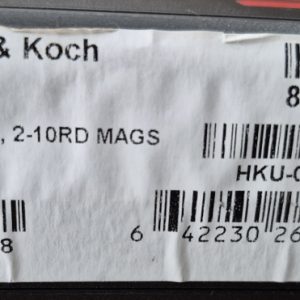 & Koch
8
, 2-10RD MAGS
HKU-0
8
6 42230 26